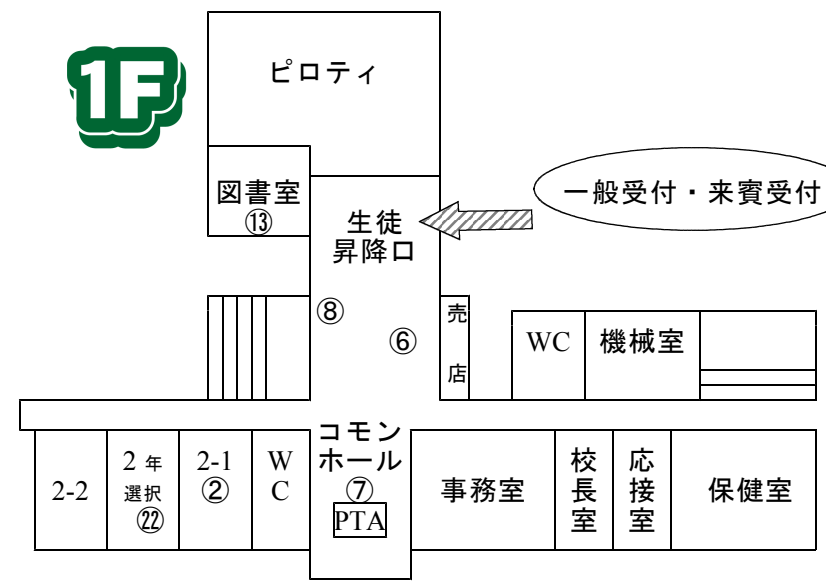 1F
ピロティ
図書室
⑬
一般受付・来賓受付
生徒
昇降口
⑧
⑥
売
店
WC
機械室
コモン
ホール
⑦
PTA
2-2
2年
選択
㉒
2-1
②
W
C
事務室
校
長
室
応
接
室
保健室